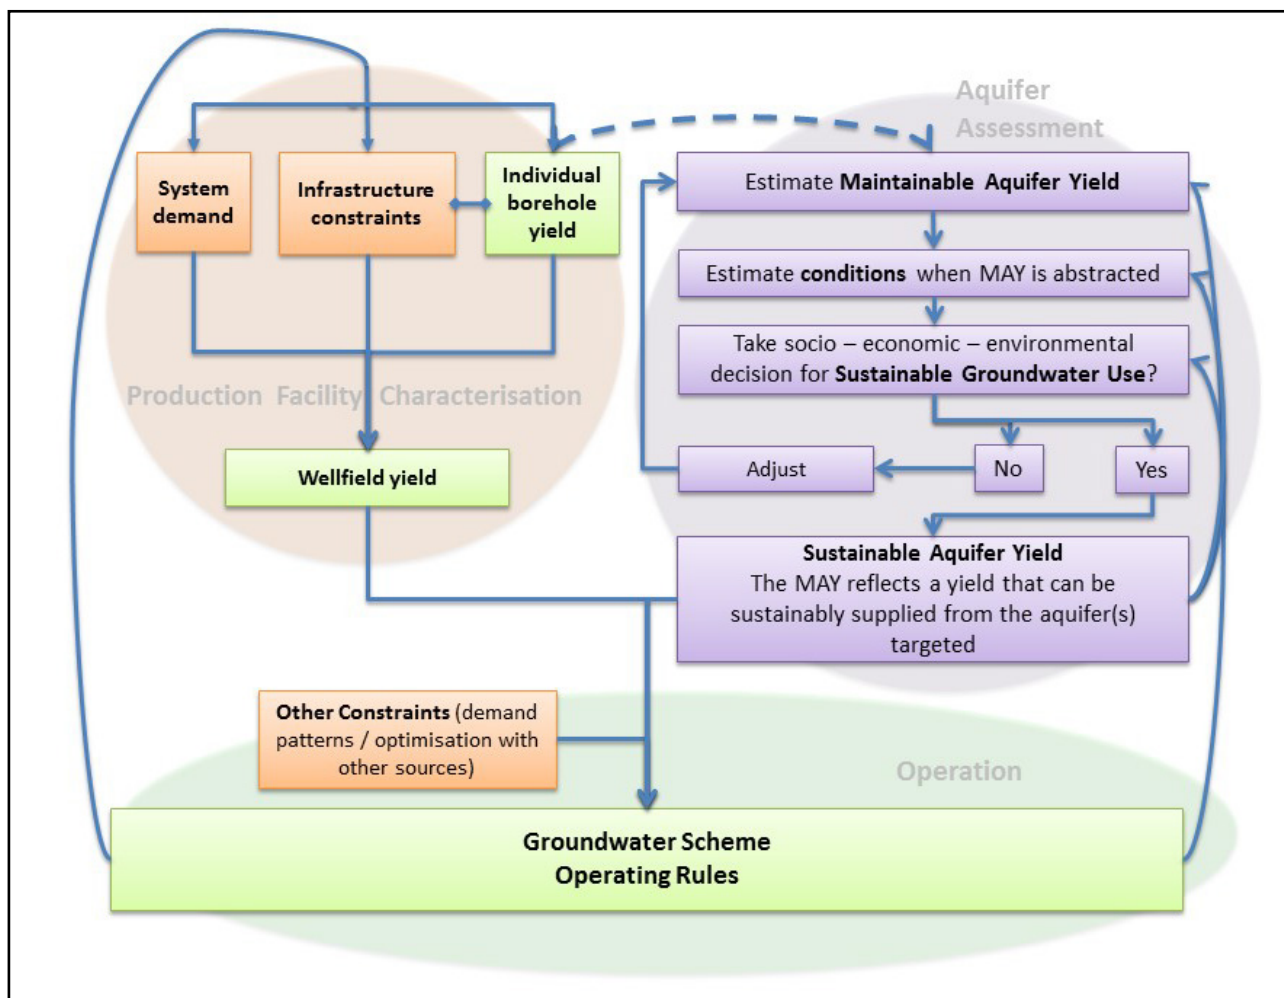 Aquifer
Assessment
System
demand
Infrastructure
constraints
Individual
borehole
yield
Estimate Maintainable Aquifer Yield
Estimate conditions when MAY is abstracted
Take socio – economic – environmental
decision for Sustainable Groundwater Use?
Production Facility Characterisation
Adjust
No
Yes
Wellfield yield
Sustainable Aquifer Yield
The MAY reflects a yield that can be
sustainably supplied from the aquifer(s)
targeted
Other Constraints (demand
patterns / optimisation with
other sources)
Operation
Groundwater Scheme
Operating Rules